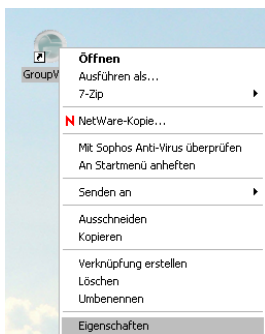 GroupW
Öffnen
Ausführen als...
7-Zip
NetWare-Kopie...
Mit Sophos Anti-Virus überprüfen
An Startmenü anheften
Senden an
Ausschneiden
Kopieren
Verknüpfung erstellen
Löschen
Umbenennen
Eigenschaften